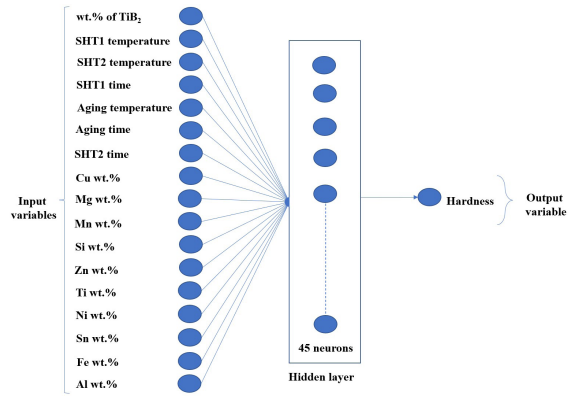 wt.% of TiB₂
SHT1 temperature
SHT2 temperature
SHT1 time
Aging temperature
Aging time
SHT2 time
Cu wt.%
Mg wt.%
Mn wt.%
Si wt.%
Zn wt.%
Ti wt.%
Ni wt.%
Sn wt.%
Fe wt.%
Al wt.%
Input
variables
45 neurons
Hidden layer
Hardness
Output
variable